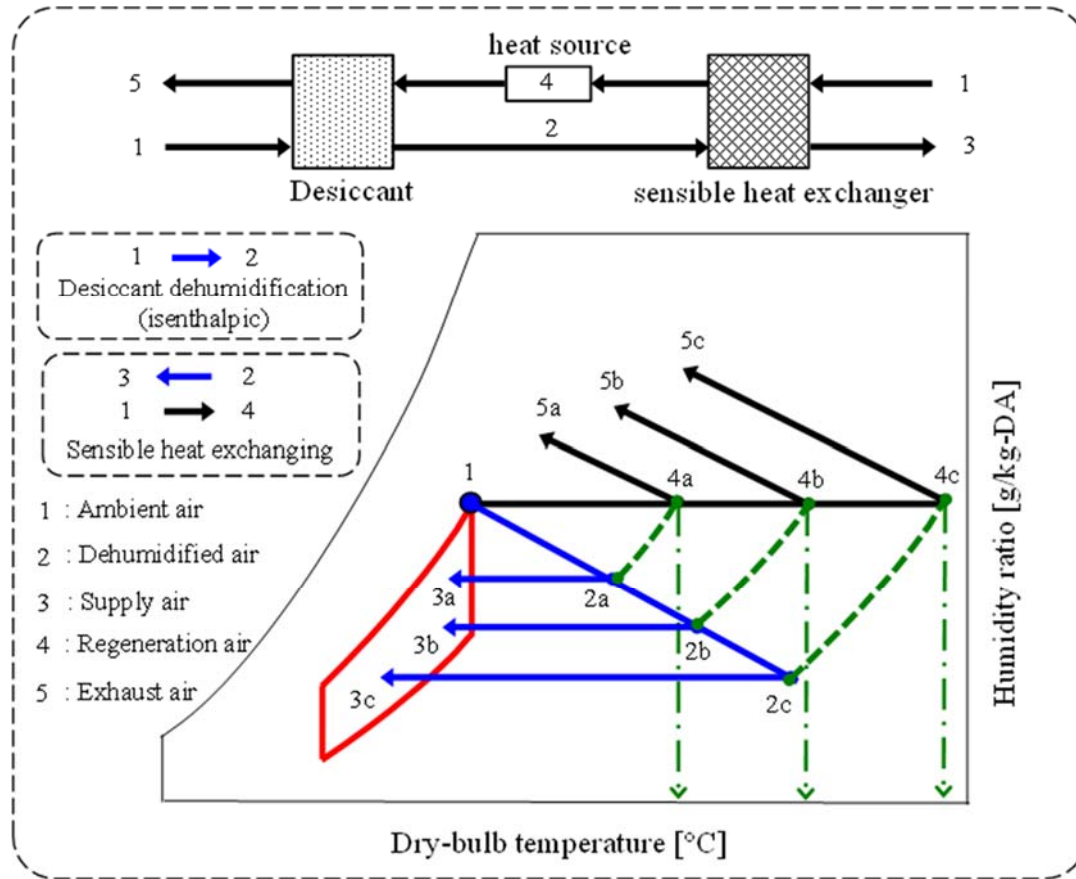 heat source
5
4
1
2
1
3
Desiccant
sensible heat exchanger
1 2
Desiccant dehumidification
(isenthalpic)
3 2
1 4
Sensible heat exchanging
1 : Ambient air
2 : Dehumidified air
3 : Supply air
4 : Regeneration air
5 : Exhaust air
5c
5b
5a
1
4a
4b
4c
3a
2a
3b
2b
3c
2c
Humidity ratio [g/kg-DA]
Dry-bulb temperature [°C]